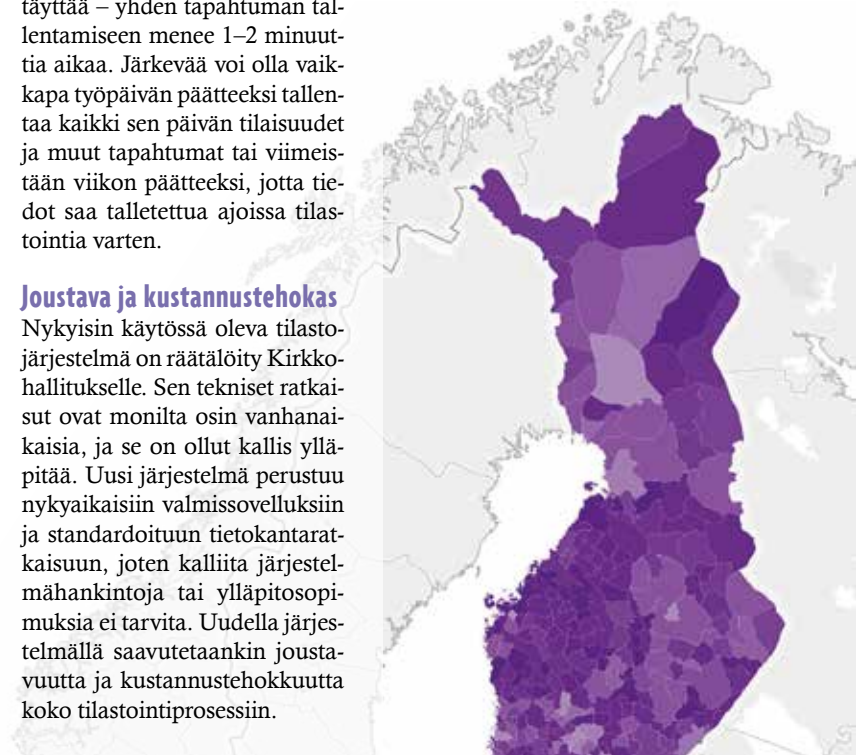 täyttää – yhden tapahtuman tal-
lentamiseen menee 1–2 minuut-
tia aikaa. Järkevää voi olla vaik-
kapa työpäivän päätteeksi tallen-
taa kaikki sen päivän tilaisuudet
ja muut tapahtumat tai viimeis-
tään viikon päätteeksi, jotta tie-
dot saa talletettua ajoissa tilas-
tointia varten.
Joustava ja kustannustehokas
Nykyisin käytössä oleva tilasto-
järjestelmä on räätälöity Kirkko-
hallitukselle. Sen tekniset ratkai-
sut ovat monilta osin vanhanai-
kaisia, ja se on ollut kallis yllä-
pitää. Uusi järjestelmä perustuu
nykyaikaisiin valmissovelluksiin
ja standardoituun tietokantarat-
kaisuun, joten kalliita järjestel-
mähankintoja tai ylläpitosopi-
muksia ei tarvita. Uudella järjes-
telmällä saavutetaankin jousta-
vuutta ja kustannustehokkuutta
koko tilastointiprosessiin.